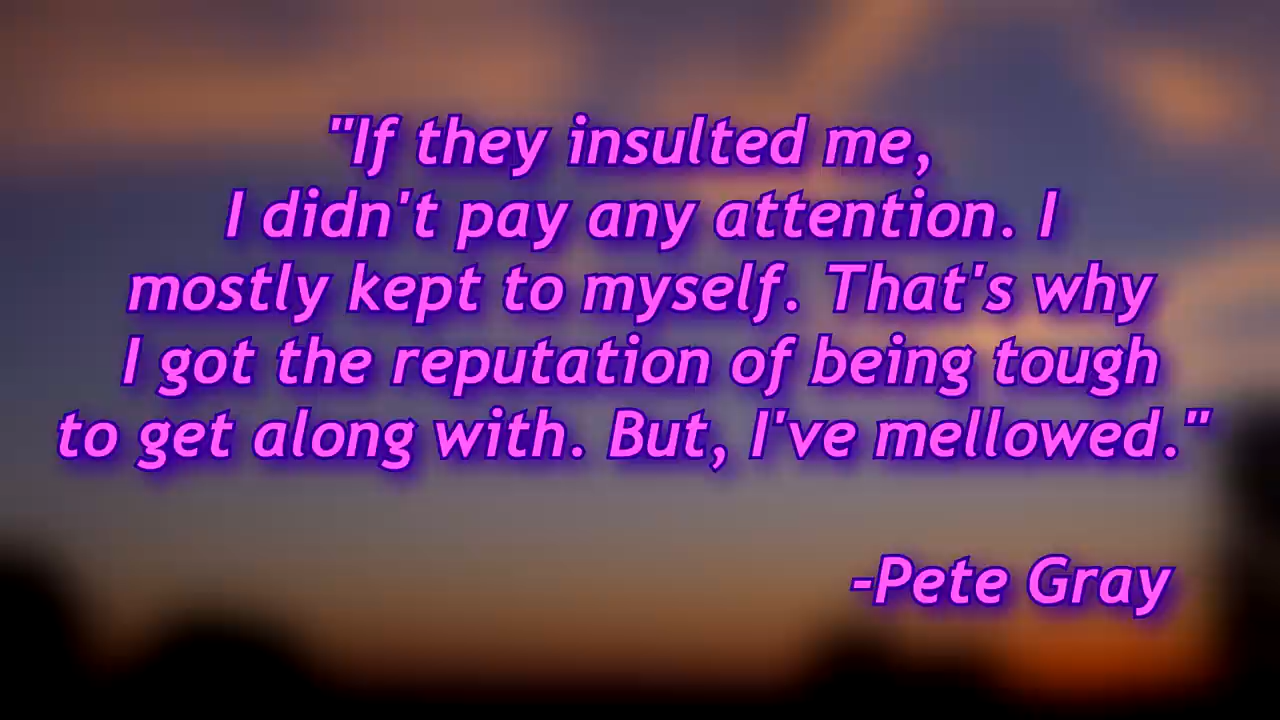 "If they insulted me,
I didn't pay any attention. I
mostly kept to myself. That's why
I got the reputation of being tough
to get along with. But, I've mellowed."
-Pete Gray